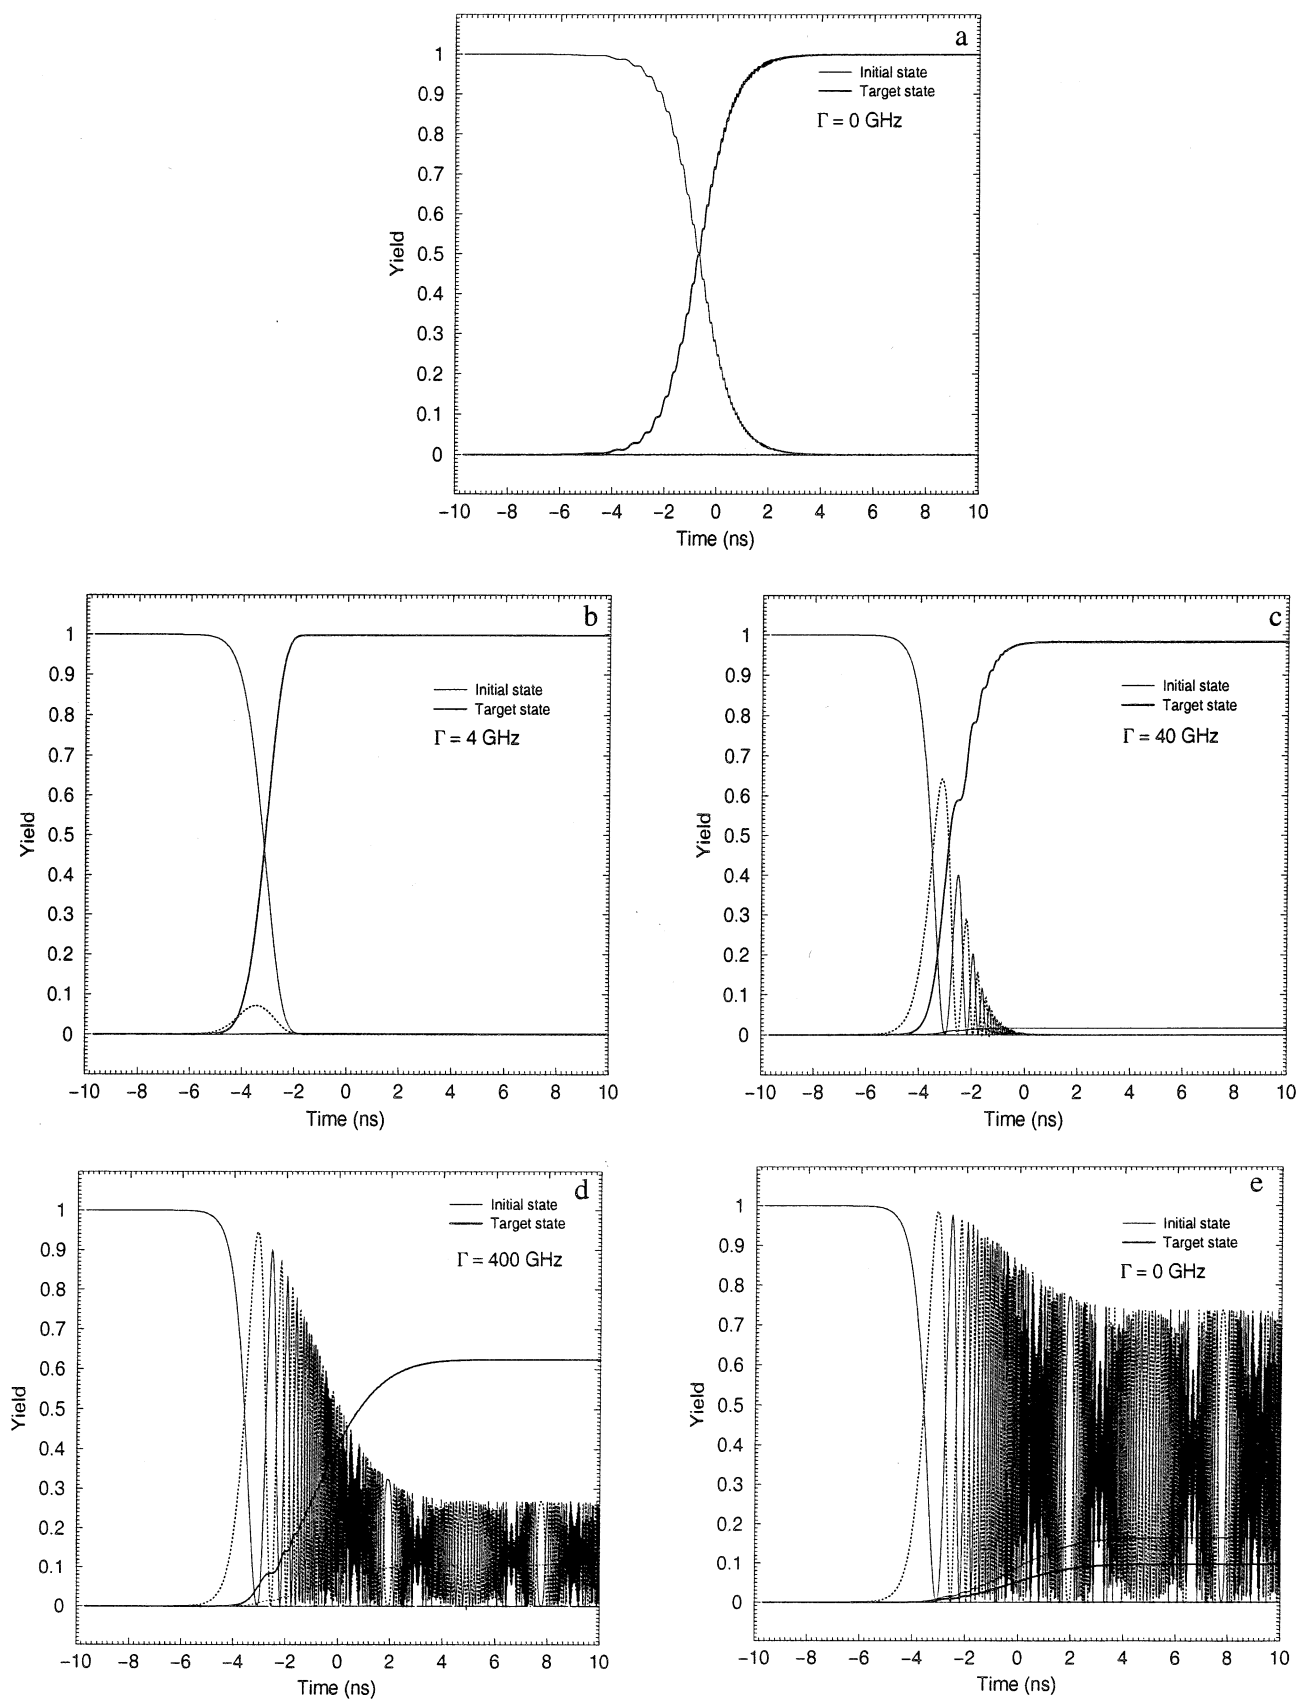 a
Initial state
Target state
Γ = 0 GHz
Yield
1
0.9
0.8
0.7
0.6
0.5
0.4
0.3
0.2
0.1
0
−10 −8 −6 −4 −2 0 2 4 6 8 10
Time (ns)
b
Initial state
Target state
Γ = 4 GHz
Yield
1
0.9
0.8
0.7
0.6
0.5
0.4
0.3
0.2
0.1
0
−10 −8 −6 −4 −2 0 2 4 6 8 10
Time (ns)
c
Initial state
Target state
Γ = 40 GHz
Yield
1
0.9
0.8
0.7
0.6
0.5
0.4
0.3
0.2
0.1
0
−10 −8 −6 −4 −2 0 2 4 6 8 10
Time (ns)
d
Initial state
Target state
Γ = 400 GHz
Yield
1
0.9
0.8
0.7
0.6
0.5
0.4
0.3
0.2
0.1
0
−10 −8 −6 −4 −2 0 2 4 6 8 10
Time (ns)
e
Initial state
Target state
Γ = 0 GHz
Yield
1
0.9
0.8
0.7
0.6
0.5
0.4
0.3
0.2
0.1
0
−10 −8 −6 −4 −2 0 2 4 6 8 10
Time (ns)